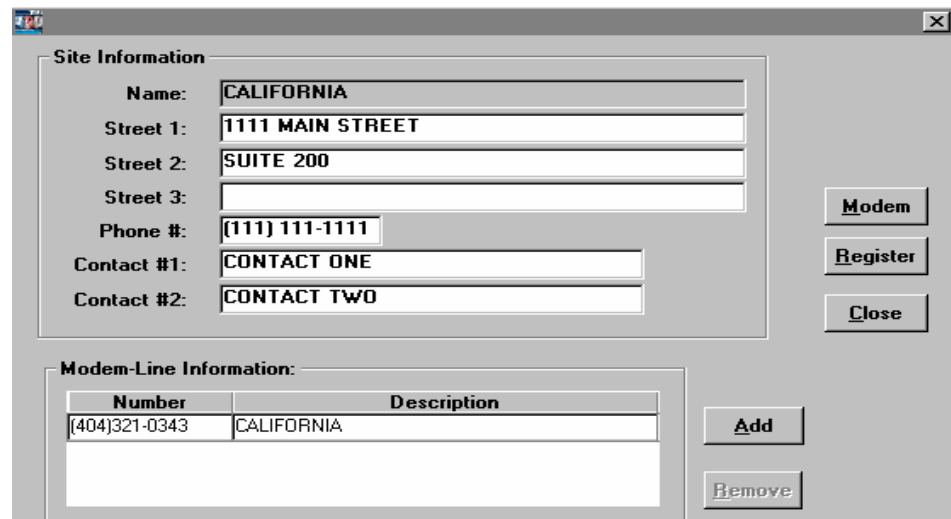 Site Information
Name: CALIFORNIA
Street 1: 1111 MAIN STREET
Street 2: SUITE 200
Street 3:
Phone #: (111) 111-1111
Contact #1: CONTACT ONE
Contact #2: CONTACT TWO
Modem
Register
Close
Modem-Line Information:
Number Description
(404)321-0343 CALIFORNIA
Add
Remove